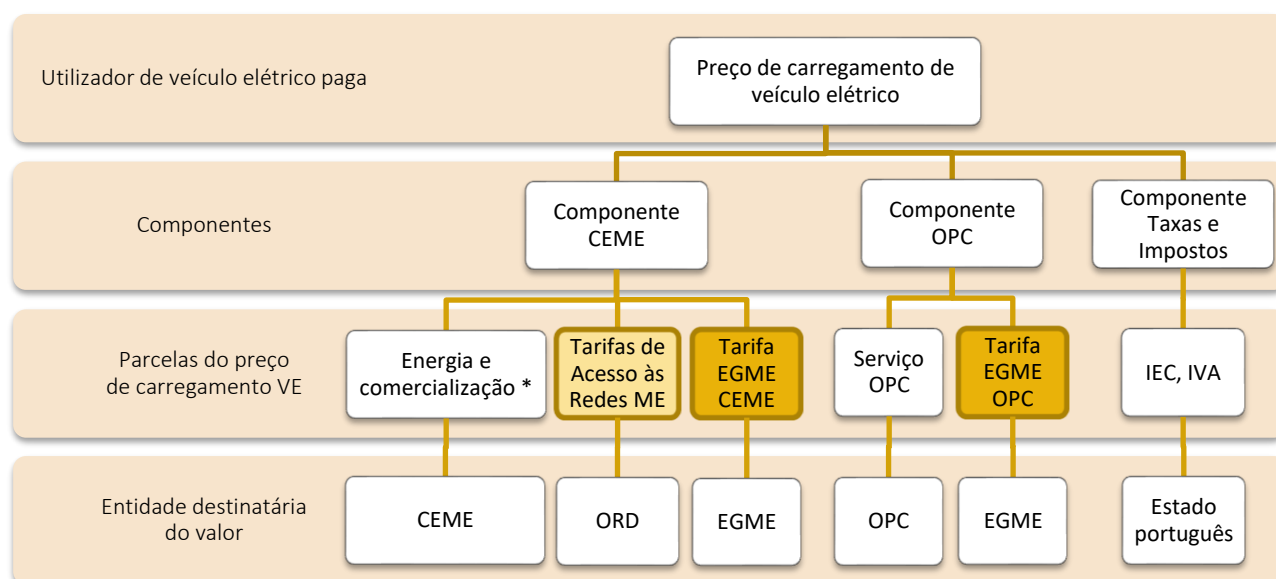 Utilizador de veículo elétrico paga
Preço de carregamento de
veículo elétrico
Componentes
Componente
CEME
Componente
OPC
Componente
Taxas e
Impostos
Parcelas do preço
de carregamento VE
Energia e
comercialização *
Tarifas de
Acesso às
Redes ME
Tarifa
EGME
CEME
Serviço
OPC
Tarifa
EGME
OPC
IEC, IVA
Entidade destinatária
do valor
CEME
ORD
EGME
OPC
EGME
Estado
português